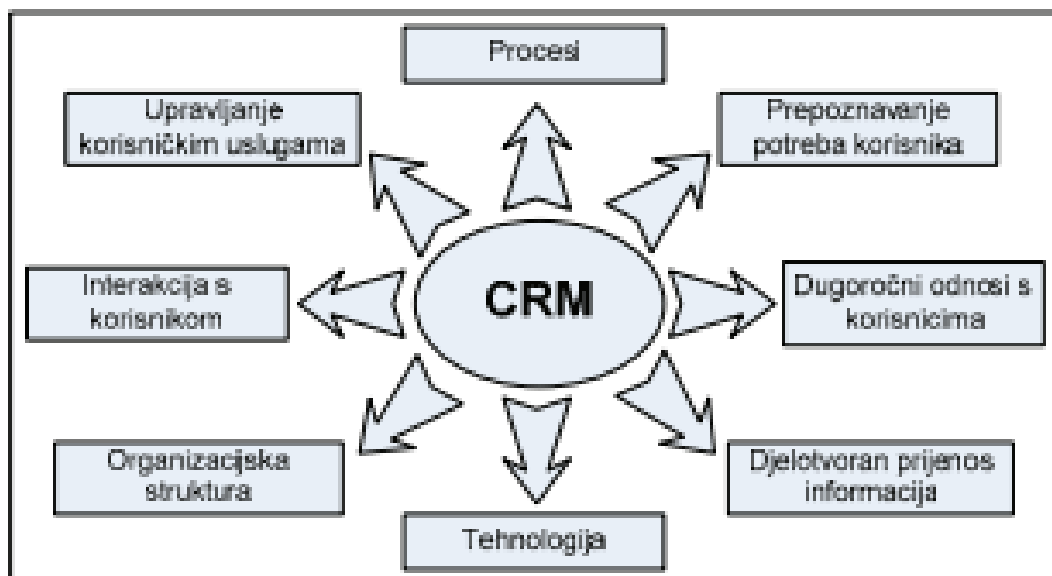 Procesi
Upravljanje
korisničkim uslugama
Prepoznavanje
potreba korisnika
Interakcija s
korisnikom
CRM
Dugoročni odnosi s
korisnicima
Organizacijska
struktura
Djelotvoran prijenos
informacija
Tehnologija